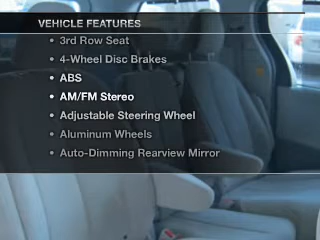 VEHICLE FEATURES
• 3rd Row Seat
• 4-Wheel Disc Brakes
• ABS
• AM/FM Stereo
• Adjustable Steering Wheel
• Aluminum Wheels
• Auto-Dimming Rearview Mirror